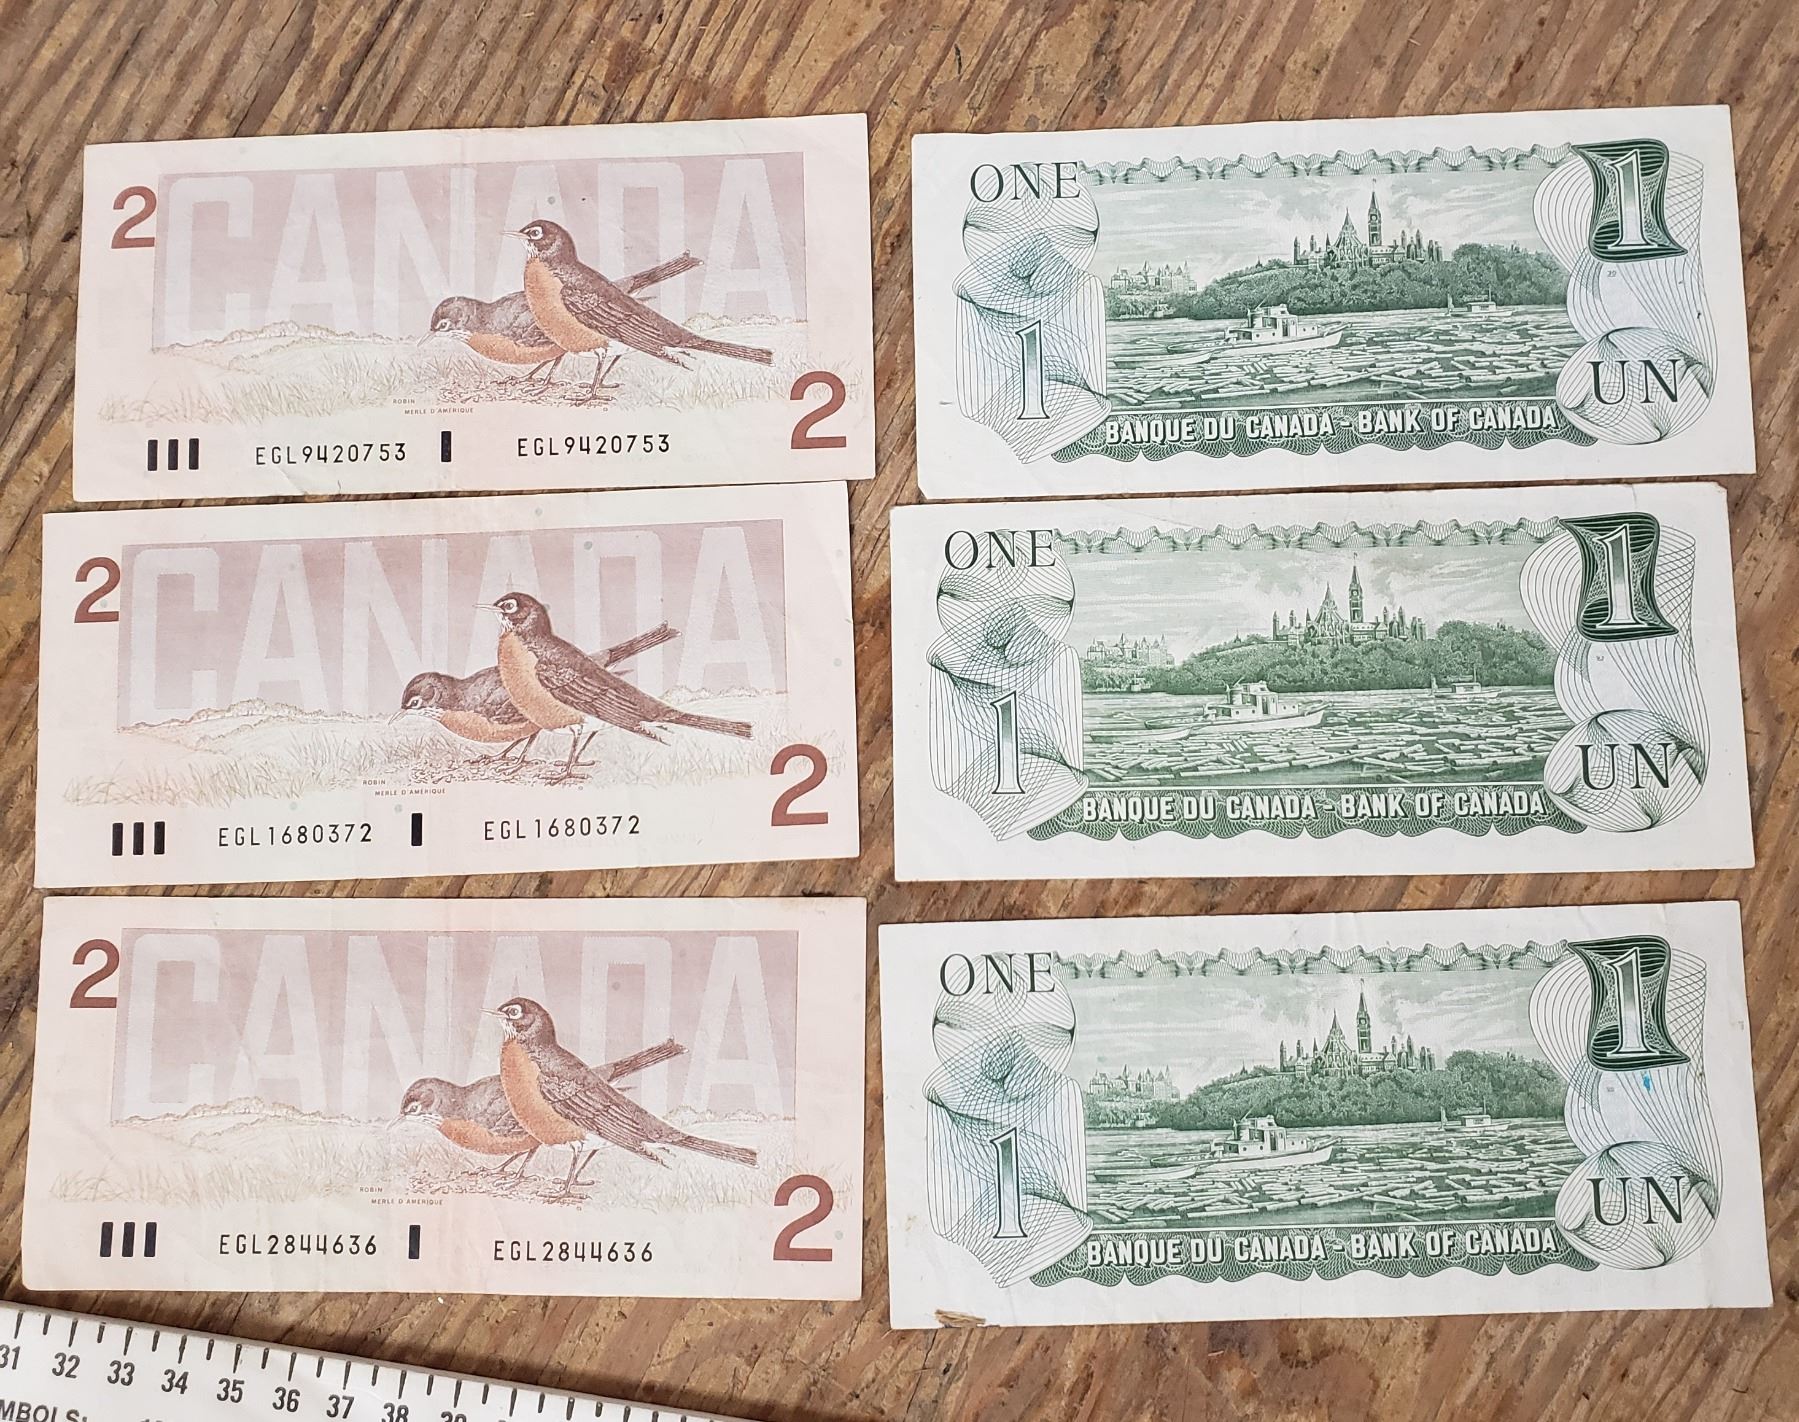 2
CANADA
ROBIN
MERLE D'AMÉRIQUE
2
EGL9420753
EGL9420753
ONE
1
1
UN
BANQUE DU CANADA - BANK OF CANADA
2
CANADA
ROBIN
MERLE D'AMÉRIQUE
2
EGL1680372
EGL1680372
ONE
1
1
UN
BANQUE DU CANADA - BANK OF CANADA
2
CANADA
ROBIN
MERLE D'AMÉRIQUE
2
EGL2844636
EGL2844636
ONE
1
1
UN
BANQUE DU CANADA - BANK OF CANADA
31 32 33 34 35 36 37 38 39
MBOLS: